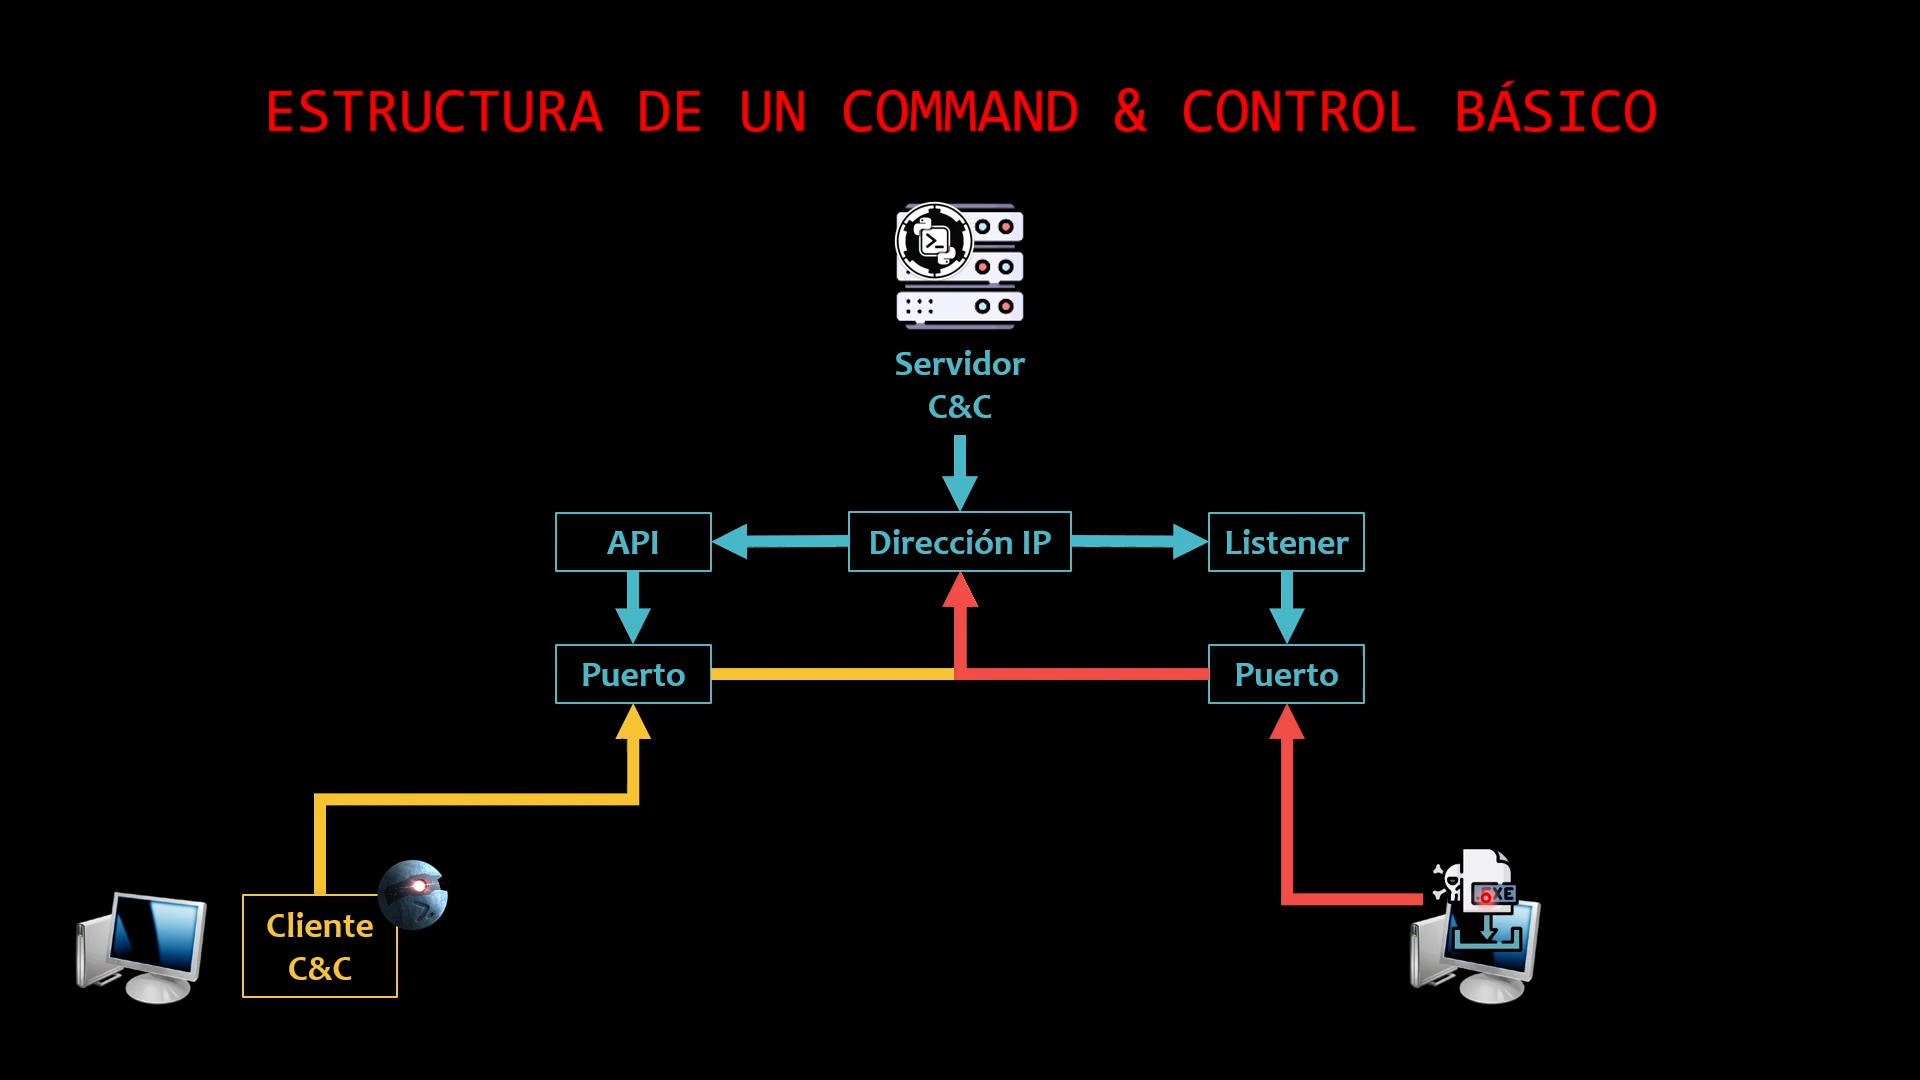 ESTRUCTURA DE UN COMMAND & CONTROL BÁSICO
Servidor
C&C
API
Dirección IP
Listener
Puerto
Puerto
Cliente
C&C
.EXE